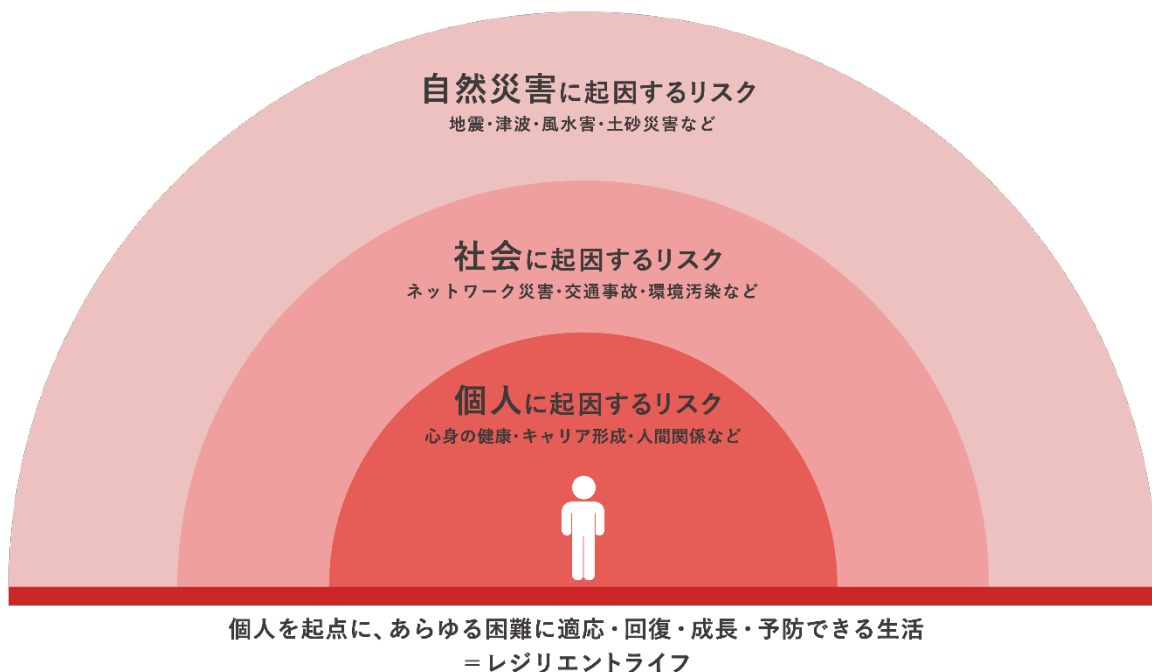 自然災害に起因するリスク
地震・津波・風水害・土砂災害など
社会に起因するリスク
ネットワーク災害・交通事故・環境汚染など
個人に起因するリスク
心身の健康・キャリア形成・人間関係など
個人を起点に、あらゆる困難に適応・回復・成長・予防できる生活
＝レジリエントライフ